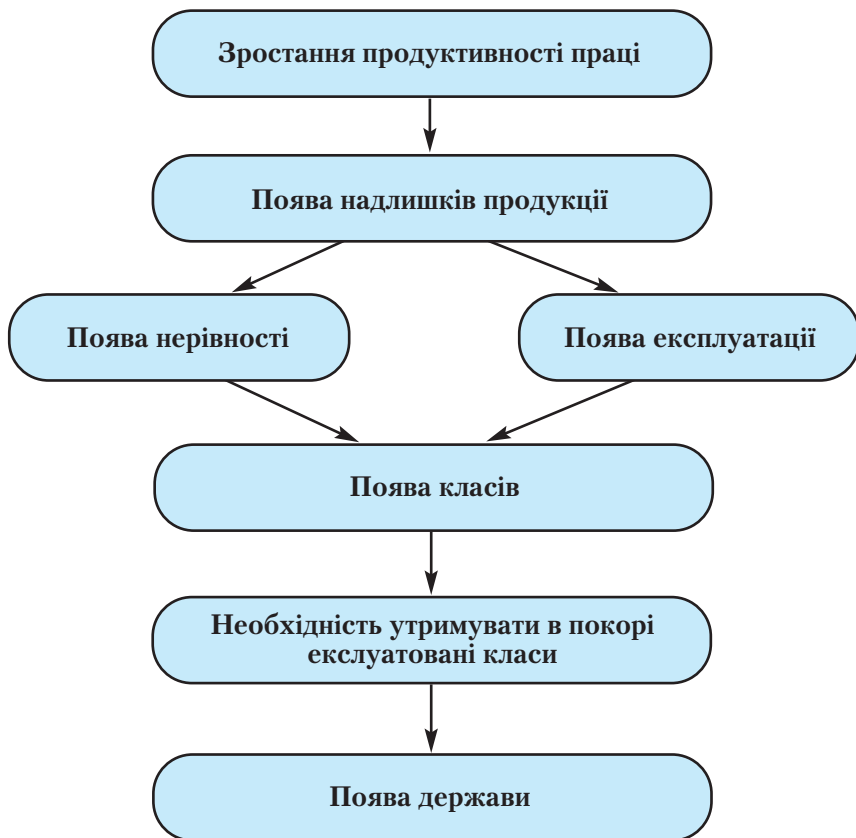 Зростання продуктивності праці
Поява надлишків продукції
Поява нерівності
Поява експлуатації
Поява класів
Необхідність утримувати в покорі
екслуатовані класи
Поява держави